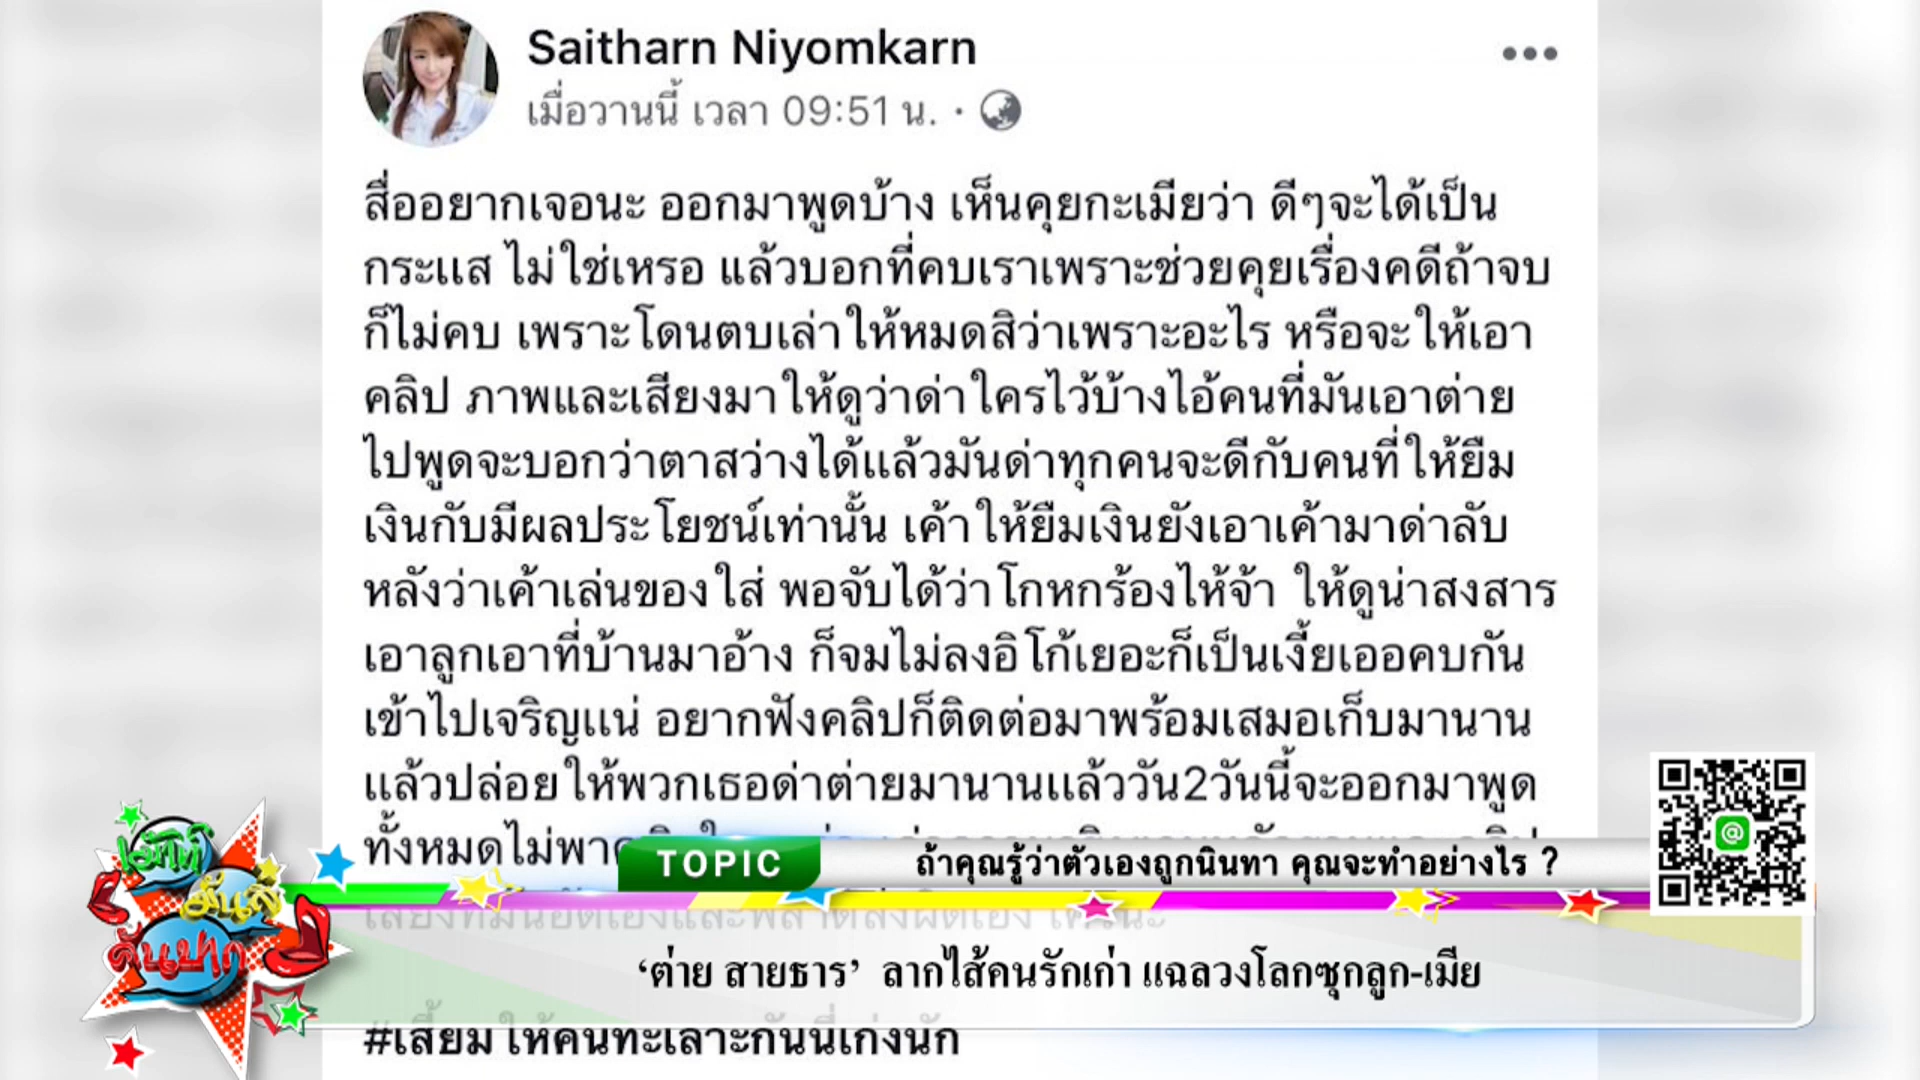 Saitharn Niyomkarn
เมื่อวานนี้ เวลา 09:51 น. ·
สื่ออยากเจอนะ ออกมาพูดบ้าง เห็นคุยกะเมียว่า ดีๆจะได้เป็น
กระแส ไม่ใช่เหรอ แล้วบอกที่คบเราเพราะช่วยคุยเรื่องคดีถ้าจบ
ก็ไม่คบ เพราะโดนตบเล่าให้หมดสิว่าเพราะอะไร หรือจะให้เอา
คลิป ภาพและเสียงมาให้ดูว่าด่าใครไว้บ้างไอ้คนที่มันเอาต่าย
ไปพูดจะบอกว่าตาสว่างได้แล้วมันด่าทุกคนจะดีกับคนที่ให้ยืม
เงินกับมีผลประโยชน์เท่านั้น เค้าให้ยืมเงินยังเอาเค้ามาด่าลับ
หลังว่าเค้าเล่นของใส่ พอจับได้ว่าโกหกร้องไห้จ้า ให้ดูน่าสงสาร
เอาลูกเอาที่บ้านมาอ้าง ก็จมไม่ลงอิโก้เยอะก็เป็นเงี้ยเออคบกัน
เข้าไปเจริญแน่ อยากฟังคลิปก็ติดต่อมาพร้อมเสมอเก็บมานาน
แล้วปล่อยให้พวกเธอด่าต่ายมานานแล้ววัน2วันนี้จะออกมาพูด
ทั้งหมดไม่พาด
TOPIC
ถ้าคุณรู้ว่าตัวเองถูกนินทา คุณจะทำอย่างไร ?
เม้าท์
มันส์
คันปาก
‘ต่าย สายธาร’ ลากไส้คนรักเก่า แฉลวงโลกซุกลูก-เมีย
#เสี้ยมให้คนทะเลาะกันนี่เก่งนัก